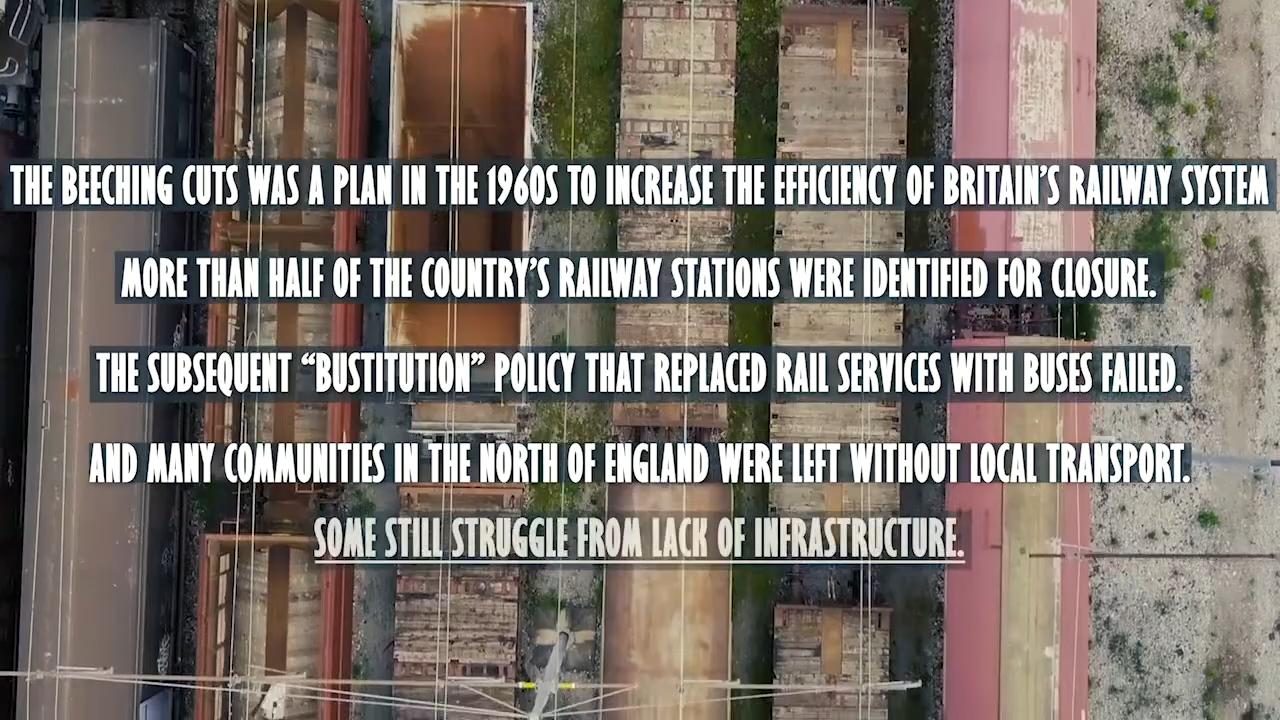 THE BEECHING CUTS WAS A PLAN IN THE 1960S TO INCREASE THE EFFICIENCY OF BRITAIN'S RAILWAY SYSTEM
MORE THAN HALF OF THE COUNTRY'S RAILWAY STATIONS WERE IDENTIFIED FOR CLOSURE.
THE SUBSEQUENT “BUSTITUTION” POLICY THAT REPLACED RAIL SERVICES WITH BUSES FAILED.
AND MANY COMMUNITIES IN THE NORTH OF ENGLAND WERE LEFT WITHOUT LOCAL TRANSPORT.
SOME STILL STRUGGLE FROM LACK OF INFRASTRUCTURE.